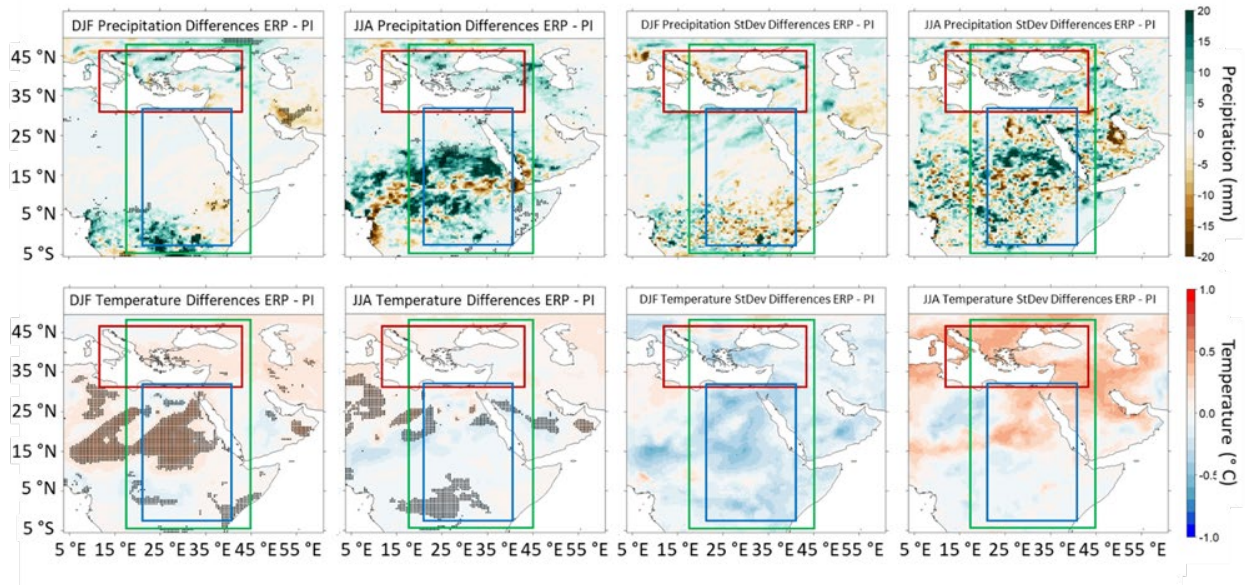 DJF Precipitation Differences ERP - PI
JJA Precipitation Differences ERP - PI
DJF Precipitation StDev Differences ERP - PI
JJA Precipitation StDev Differences ERP - PI
45 °N
35 °N
25 °N
15 °N
5 °N
5 °S
20
15
10
5
0
-5
-10
-15
-20
Precipitation (mm)
DJF Temperature Differences ERP - PI
JJA Temperature Differences ERP - PI
DJF Temperature StDev Differences ERP - PI
JJA Temperature StDev Differences ERP - PI
45 °N
35 °N
25 °N
15 °N
5 °N
5 °S
1.0
0.5
0.0
-0.5
-1.0
Temperature (°C)
5 °E 15 °E 25 °E 35 °E 45 °E 55 °E
5 °E 15 °E 25 °E 35 °E 45 °E 55 °E
5 °E 15 °E 25 °E 35 °E 45 °E 55 °E
5 °E 15 °E 25 °E 35 °E 45 °E 55 °E